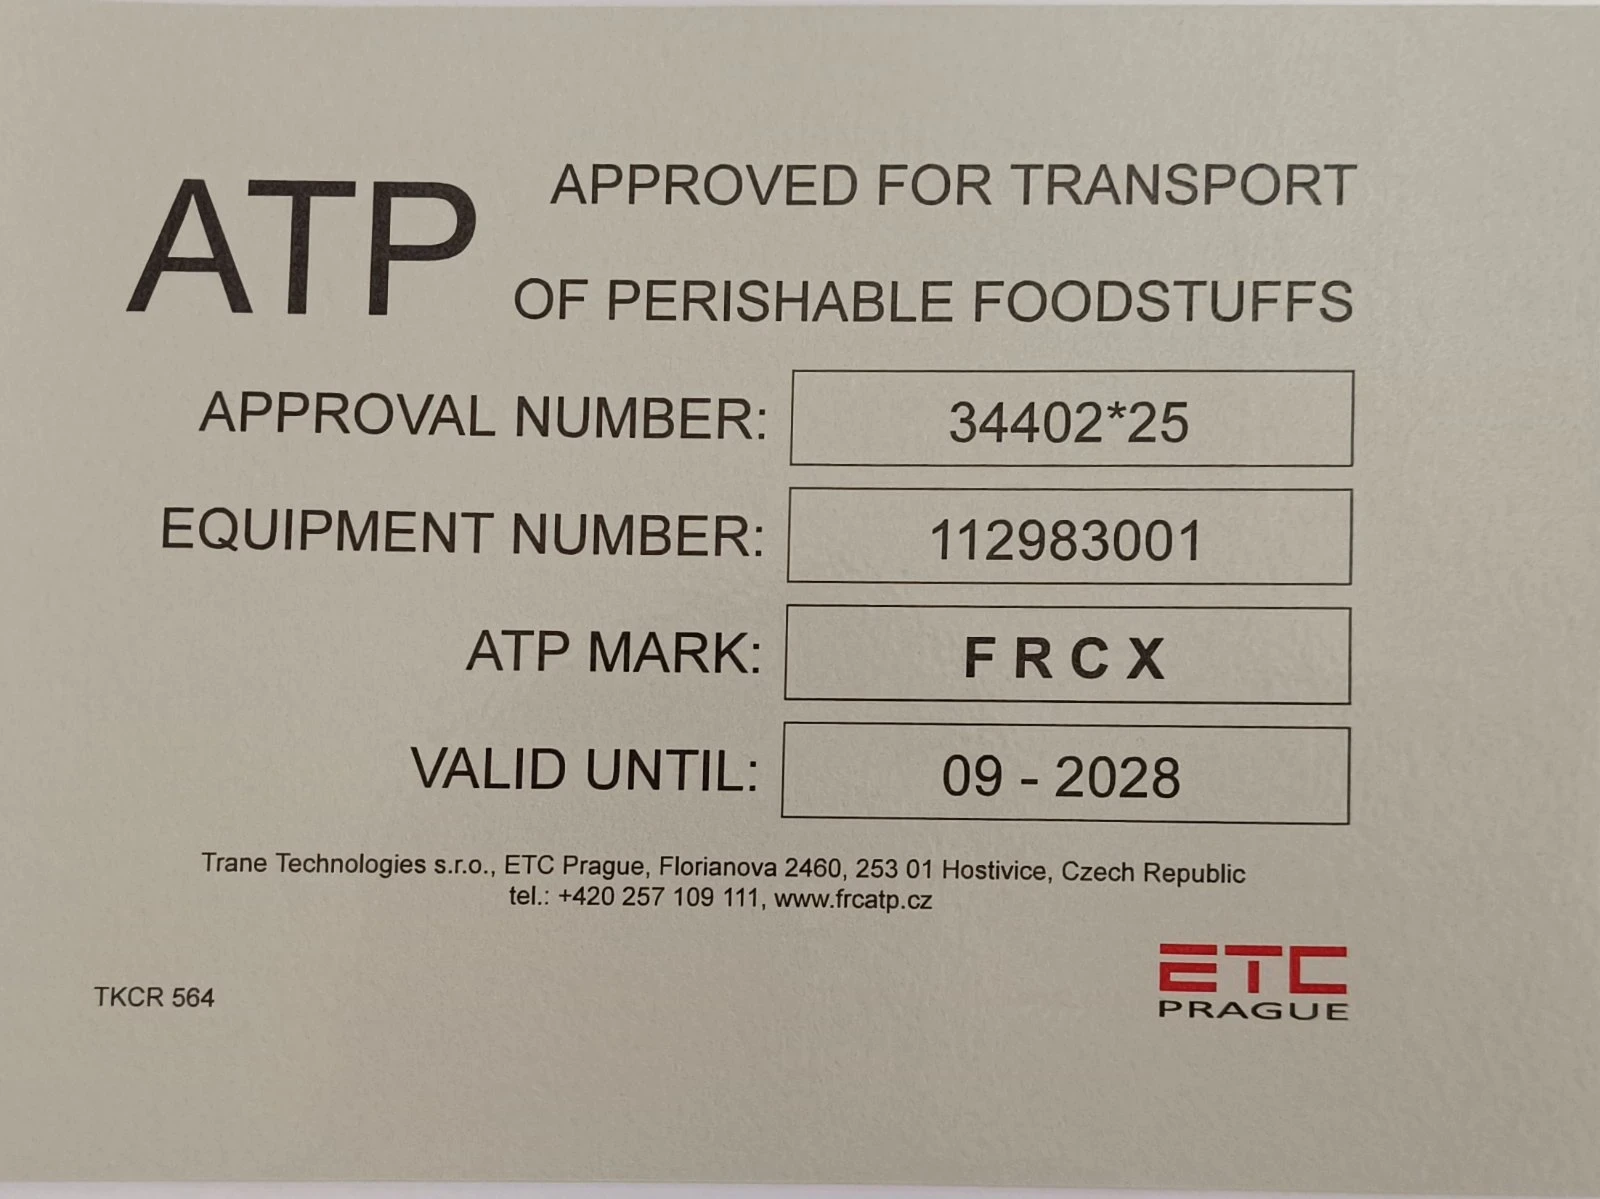 ATP
APPROVED FOR TRANSPORT
OF PERISHABLE FOODSTUFFS
APPROVAL NUMBER: 34402*25
EQUIPMENT NUMBER: 112983001
ATP MARK: F R C X
VALID UNTIL: 09 - 2028
Trane Technologies s.r.o., ETC Prague, Florianova 2460, 253 01 Hostivice, Czech Republic
tel.: +420 257 109 111, www.frcatp.cz
TKCR 564
ETC
PRAGUE